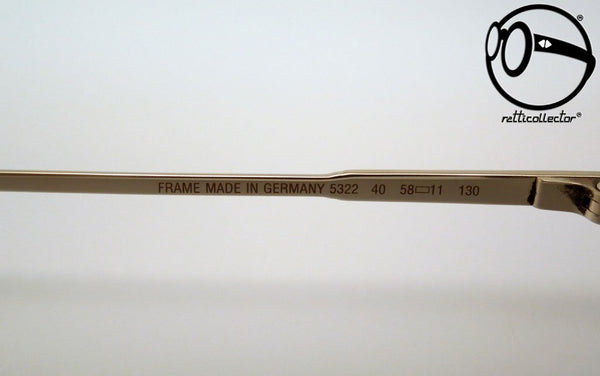 retticollector®
FRAME MADE IN GERMANY 5322 40 58▭11 130